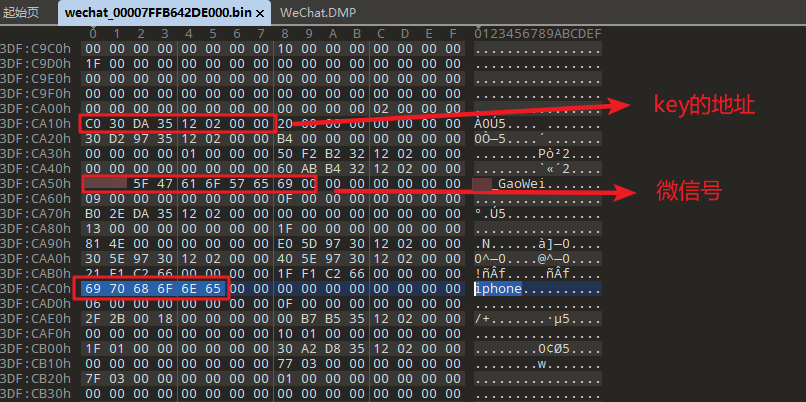 起始页 wechat_00007FFFB642DE000.bin × WeChat.DMP
0 1 2 3 4 5 6 7 8 9 A B C D E F 0123456789ABCDEF
3DF:C9C0h 00 00 00 00 00 00 00 00 10 00 00 00 00 00 00 00 ................
3DF:C9D0h 1F 00 00 00 00 00 00 00 00 00 00 00 00 00 00 00 ................
3DF:C9E0h 00 00 00 00 00 00 00 00 00 00 00 00 00 00 00 00 ................
3DF:C9F0h 00 00 00 00 00 00 00 00 00 00 00 00 00 00 00 00 ................
3DF:CA00h 00 00 00 00 00 00 00 00 00 00 00 00 02 00 00 00 ................
3DF:CA10h C0 30 DA 35 12 02 00 00 20 00 00 00 00 00 00 00 À0Ú5.... .......
key的地址
3DF:CA20h 30 D2 97 35 12 02 00 00 B4 00 00 00 00 00 00 00 0Ò—5....´.......
3DF:CA30h 00 00 00 00 01 00 00 00 50 F2 B2 32 12 02 00 00 ........Pò²2....
3DF:CA40h 00 00 00 00 00 00 00 00 60 AB B4 32 12 02 00 00 ........`«´2....
3DF:CA50h 5F 47 61 6F 57 65 69 00 00 00 00 00 00 00 _GaoWei.......
微信号
3DF:CA60h 09 00 00 00 00 00 00 00 0F 00 00 00 00 00 00 00 ................
3DF:CA70h B0 2E DA 35 12 02 00 00 00 00 00 00 00 00 00 00 °.Ú5............
3DF:CA80h 13 00 00 00 00 00 00 00 1F 00 00 00 00 00 00 00 ................
3DF:CA90h 81 4E 00 00 00 00 00 00 E0 5D 97 30 12 02 00 00 .N......à]—0....
3DF:CAA0h 30 5E 97 30 12 02 00 00 40 5E 97 30 12 02 00 00 0^—0....@^—0....
3DF:CAB0h 21 F1 C2 66 00 00 00 00 1F F1 C2 66 00 00 00 00 !ñÂf.....ñÂf....
3DF:CAC0h 69 70 68 6F 6E 65 00 00 00 00 00 00 00 00 00 00 iphone..........
3DF:CAD0h 06 00 00 00 00 00 00 00 0F 00 00 00 00 00 00 00 ................
3DF:CAE0h 2F 2B 00 18 00 00 00 00 00 B7 B5 35 12 02 00 00 /+.......·µ5....
3DF:CAF0h 00 00 00 00 00 00 00 00 10 01 00 00 00 00 00 00 ................
3DF:CB00h 1F 01 00 00 00 00 00 00 30 A2 D8 35 12 02 00 00 ........0¢Ø5....
3DF:CB10h 00 00 00 00 00 00 00 00 77 03 00 00 00 00 00 00 ........w.......
3DF:CB20h 7F 03 00 00 00 00 00 00 01 00 00 00 00 00 00 00 ................
3DF:CB30h 00 00 00 00 00 00 00 00 00 00 00 00 00 00 00 00 ................